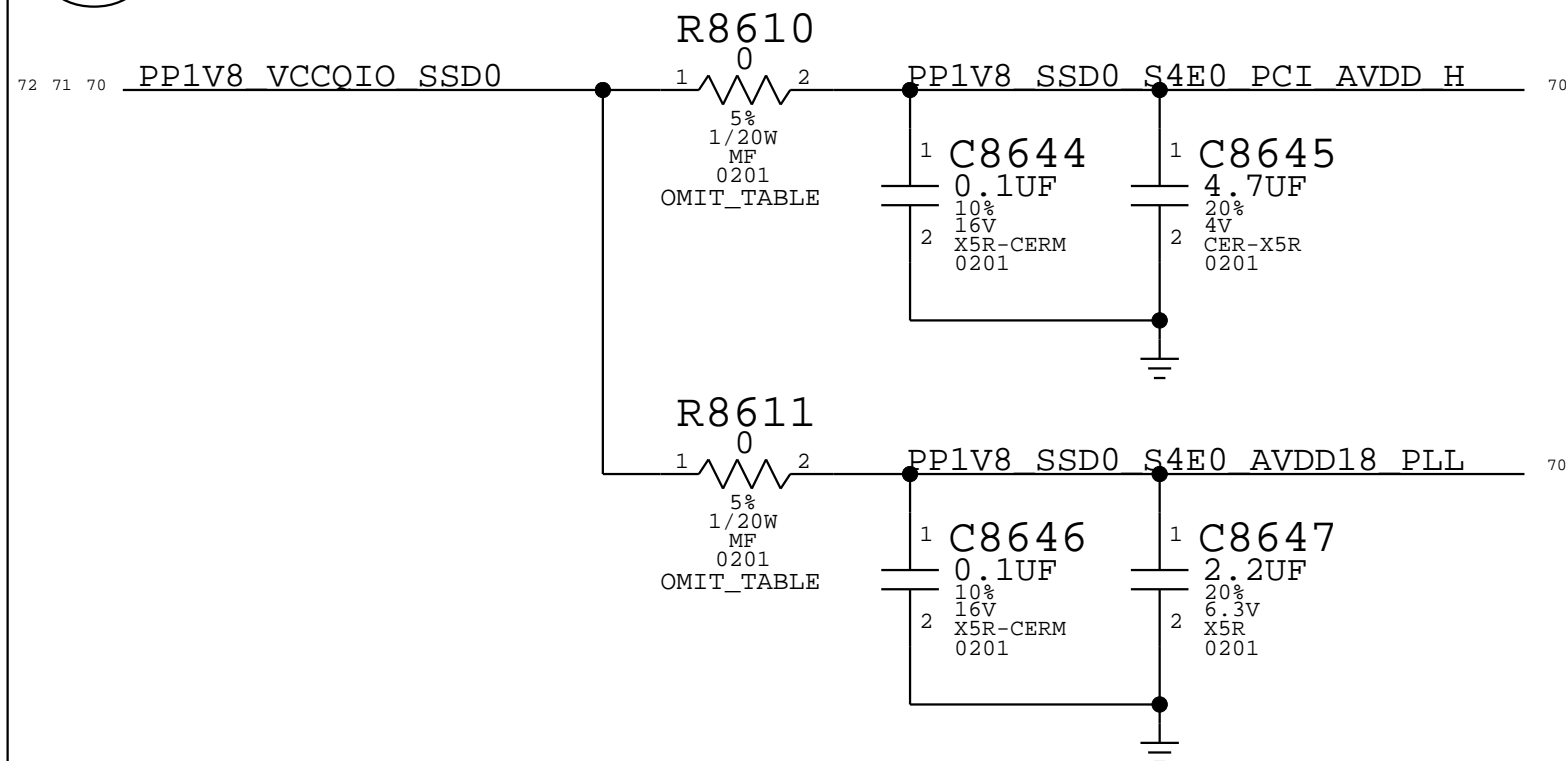 R8610
0
72 71 70 PP1V8_VCCQIO_SSD0 1 2 PP1V8_SSD0_S4E0_PCI_AVDD_H 70
5%
1/20W
MF
0201
OMIT_TABLE
1 C8644
0.1UF
10%
16V
2 X5R-CERM
0201
1 C8645
4.7UF
20%
4V
2 CER-X5R
0201
R8611
0
1 2 PP1V8_SSD0_S4E0_AVDD18_PLL 70
5%
1/20W
MF
0201
OMIT_TABLE
1 C8646
0.1UF
10%
16V
2 X5R-CERM
0201
1 C8647
2.2UF
20%
6.3V
2 X5R
0201